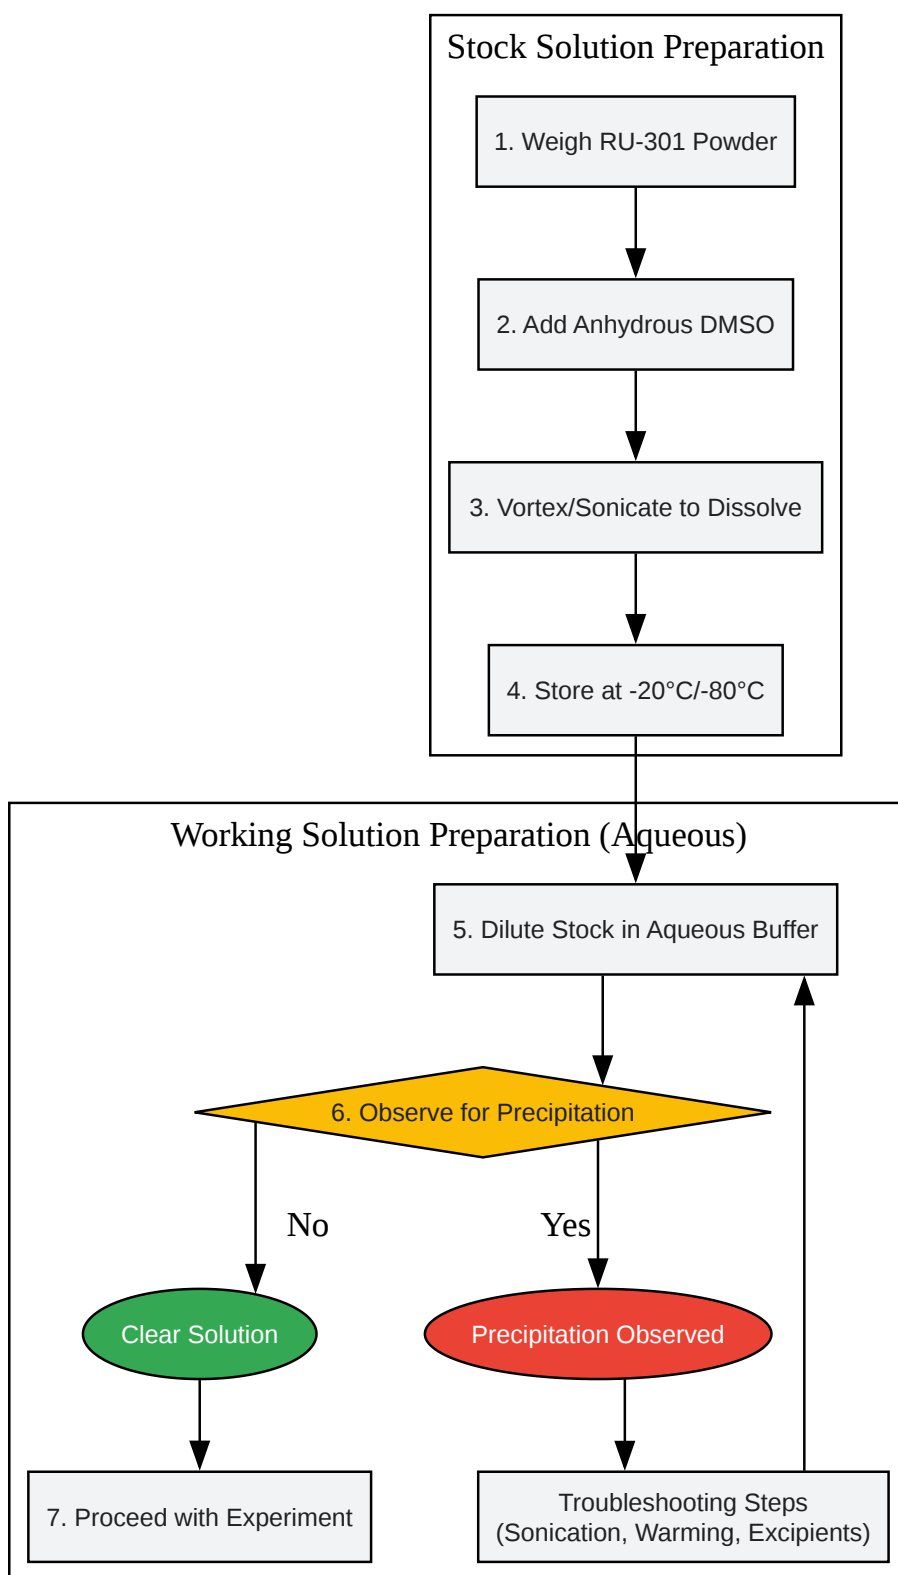 Stock Solution Preparation
1. Weigh RU-301 Powder
2. Add Anhydrous DMSO
3. Vortex/Sonicate to Dissolve
4. Store at -20°C/-80°C
Working Solution Preparation (Aqueous)
5. Dilute Stock in Aqueous Buffer
6. Observe for Precipitation
No
Yes
Clear Solution
Precipitation Observed
7. Proceed with Experiment
Troubleshooting Steps
(Sonication, Warming, Excipients)